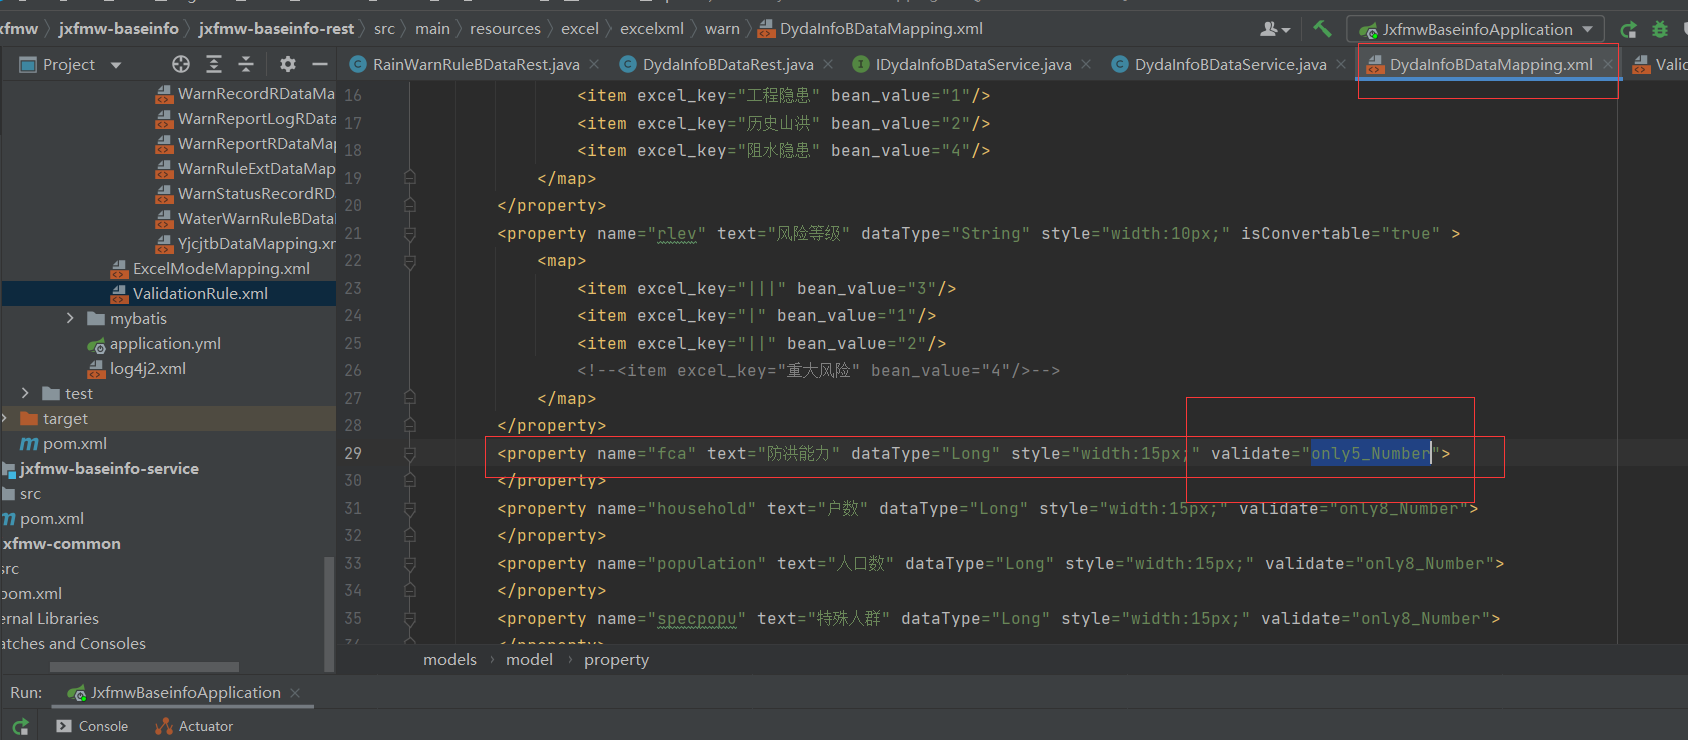 xfmw jxfmw-baseinfo jxfmw-baseinfo-rest src main resources excel excelxml warn DydaInfoBDataMapping.xml JxfmwBaseinfoApplication
Project RainWarnRuleBDataRest.java DydaInfoBDataRest.java IDydaInfoBDataService.java DydaInfoBDataService.java DydaInfoBDataMapping.xml Valid
WarnRecordRDataMa
WarnReportLogRData
WarnReportRDataMap
WarnRuleExtDataMap
WarnStatusRecordRD
WaterWarnRuleBData
YjcjtbDataMapping.xr
ExcelModeMapping.xml
ValidationRule.xml
mybatis
application.yml
log4j2.xml
test
target
pom.xml
jxfmw-baseinfo-service
src
pom.xml
xfmw-common
src
pom.xml
ernal Libraries
atches and Consoles
16 <item excel_key="工程隐患" bean_value="1"/>
17 <item excel_key="历史山洪" bean_value="2"/>
18 <item excel_key="阻水隐患" bean_value="4"/>
19 </map>
20 </property>
21 <property name="rlev" text="风险等级" dataType="String" style="width:10px;" isConvertable="true" >
22 <map>
23 <item excel_key="|||" bean_value="3"/>
24 <item excel_key="|" bean_value="1"/>
25 <item excel_key="||" bean_value="2"/>
26 <!--<item excel_key="重大风险" bean_value="4"/>-->
27 </map>
28 </property>
29 <property name="fca" text="防洪能力" dataType="Long" style="width:15px;" validate="only5_Number">
30 </property>
31 <property name="household" text="户数" dataType="Long" style="width:15px;" validate="only8_Number">
32 </property>
33 <property name="population" text="人口数" dataType="Long" style="width:15px;" validate="only8_Number">
34 </property>
35 <property name="specpopu" text="特殊人群" dataType="Long" style="width:15px;" validate="only8_Number">
models model property
Run: JxfmwBaseinfoApplication
Console Actuator